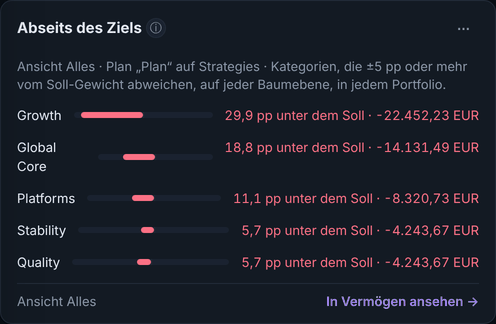 Abseits des Ziels ⓘ ···
Ansicht Alles · Plan „Plan“ auf Strategies · Kategorien, die ±5 pp oder mehr
vom Soll-Gewicht abweichen, auf jeder Baumebene, in jedem Portfolio.
Growth 29,9 pp unter dem Soll · -22.452,23 EUR
Global
Core 18,8 pp unter dem Soll · -14.131,49 EUR
Platforms 11,1 pp unter dem Soll · -8.320,73 EUR
Stability 5,7 pp unter dem Soll · -4.243,67 EUR
Quality 5,7 pp unter dem Soll · -4.243,67 EUR
Ansicht Alles In Vermögen ansehen →